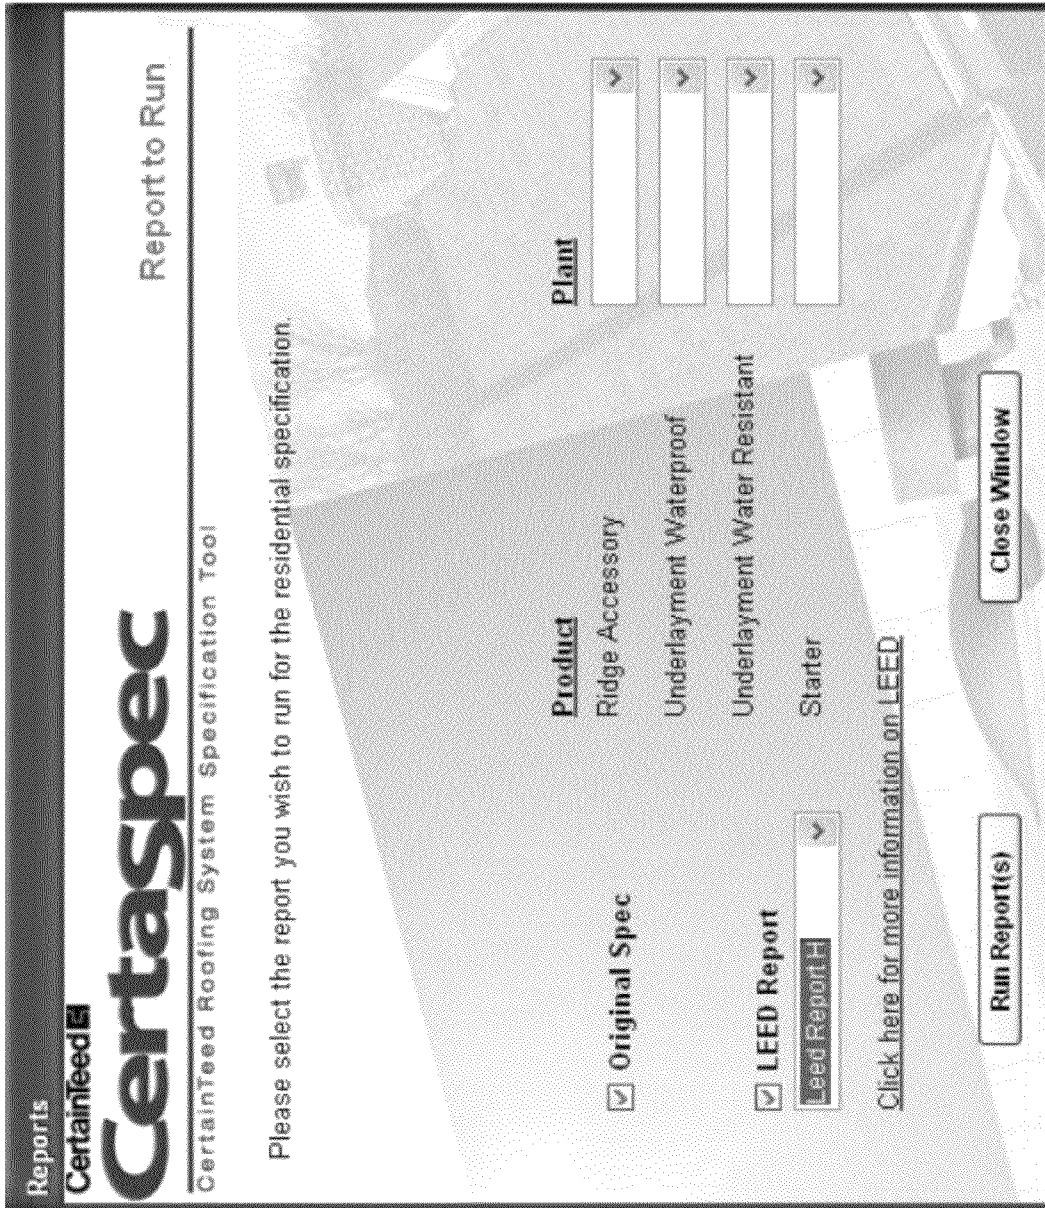 Reports
CertainTeed
Certaspec
CertainTeed Roofing System Specification Tool
Report to Run
Please select the report you wish to run for the residential specification.
Product
Plant
Original Spec
Ridge Accessory
Underlayment Waterproof
LEED Report
Underlayment Water Resistant
Leed Report H
Starter
Click here for more information on LEED
Run Report(s)
Close Window